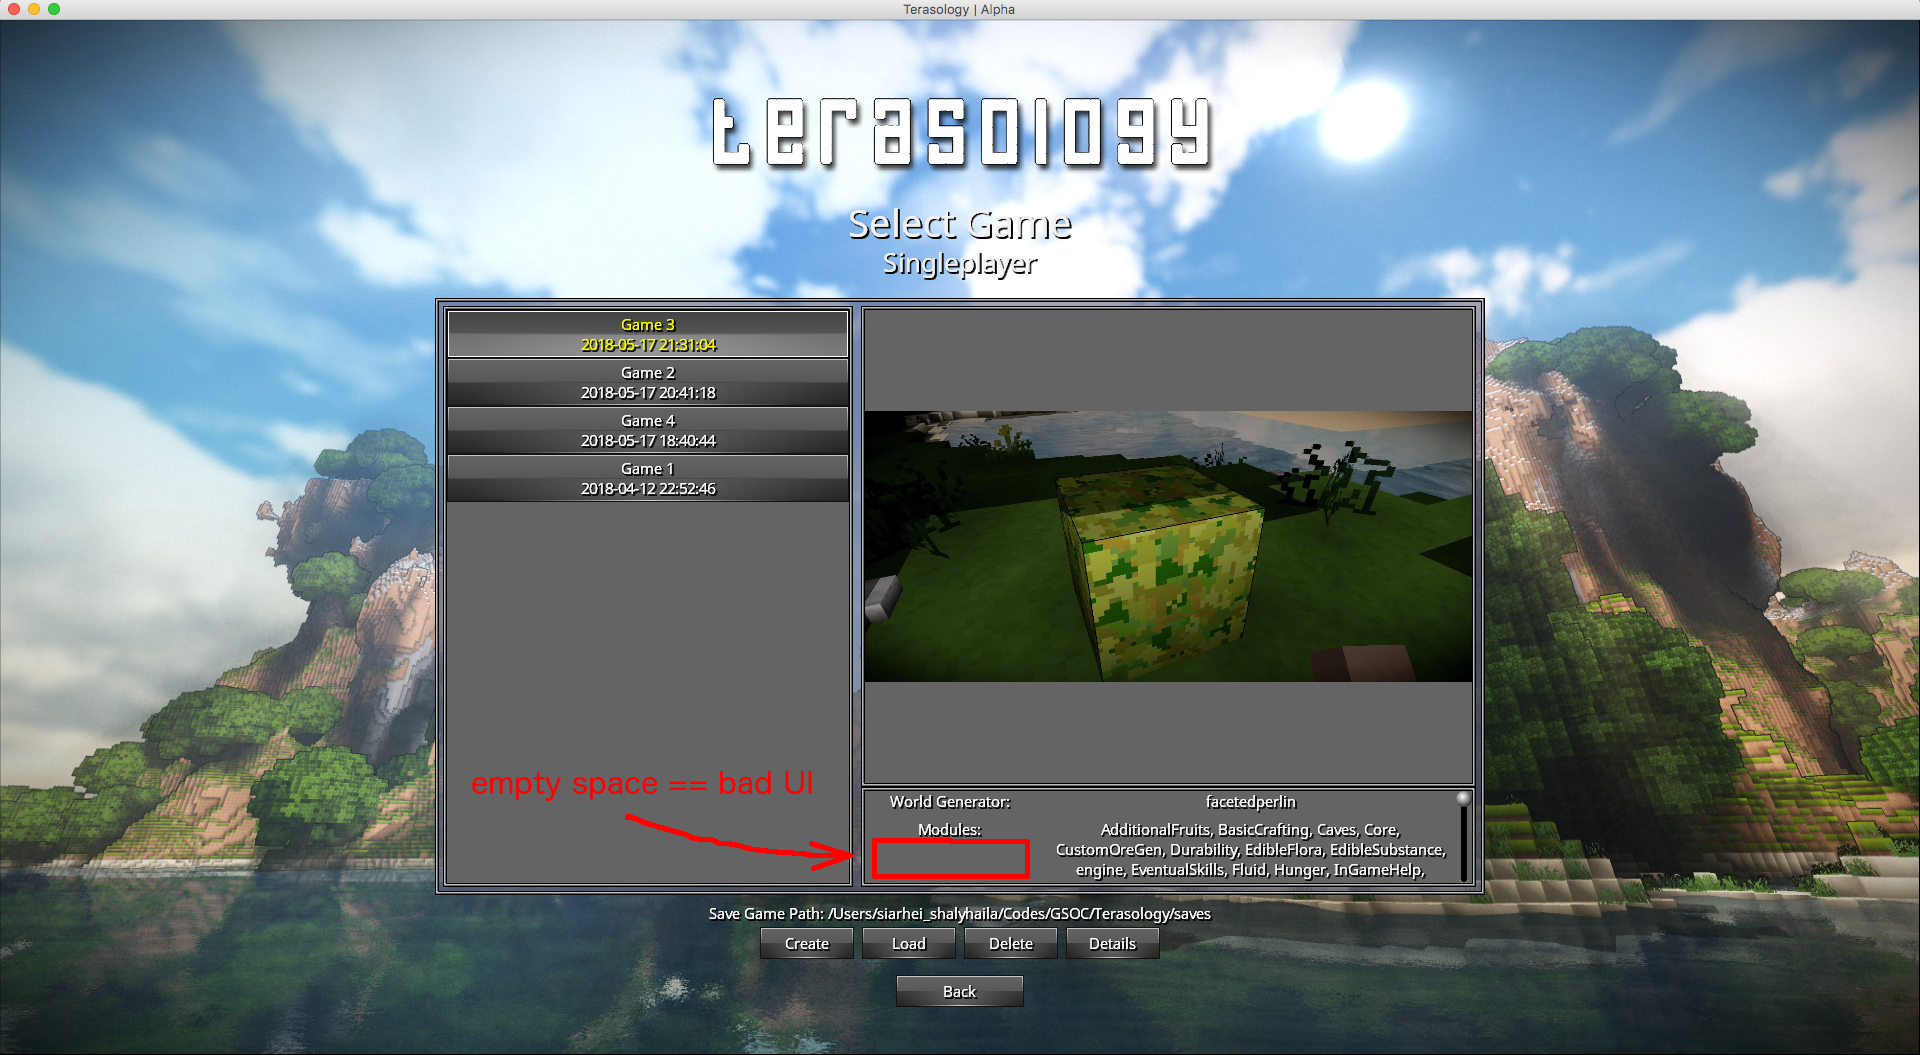 Terasology | Alpha
terasology
Select Game
Singleplayer
Game 3
2018-05-17 21:31:04
Game 2
2018-05-17 20:41:18
Game 4
2018-05-17 18:40:44
Game 1
2018-04-12 22:52:46
empty space == bad UI
World Generator: facetedperlin
Modules: AdditionalFruits, BasicCrafting, Caves, Core,
CustomOreGen, Durability, EdibleFlora, EdibleSubstance,
engine, EventualSkills, Fluid, Hunger, InGameHelp,
Save Game Path: /Users/siarhei_shalyhaila/Codes/GSOC/Terasology/saves
Create Load Delete Details
Back